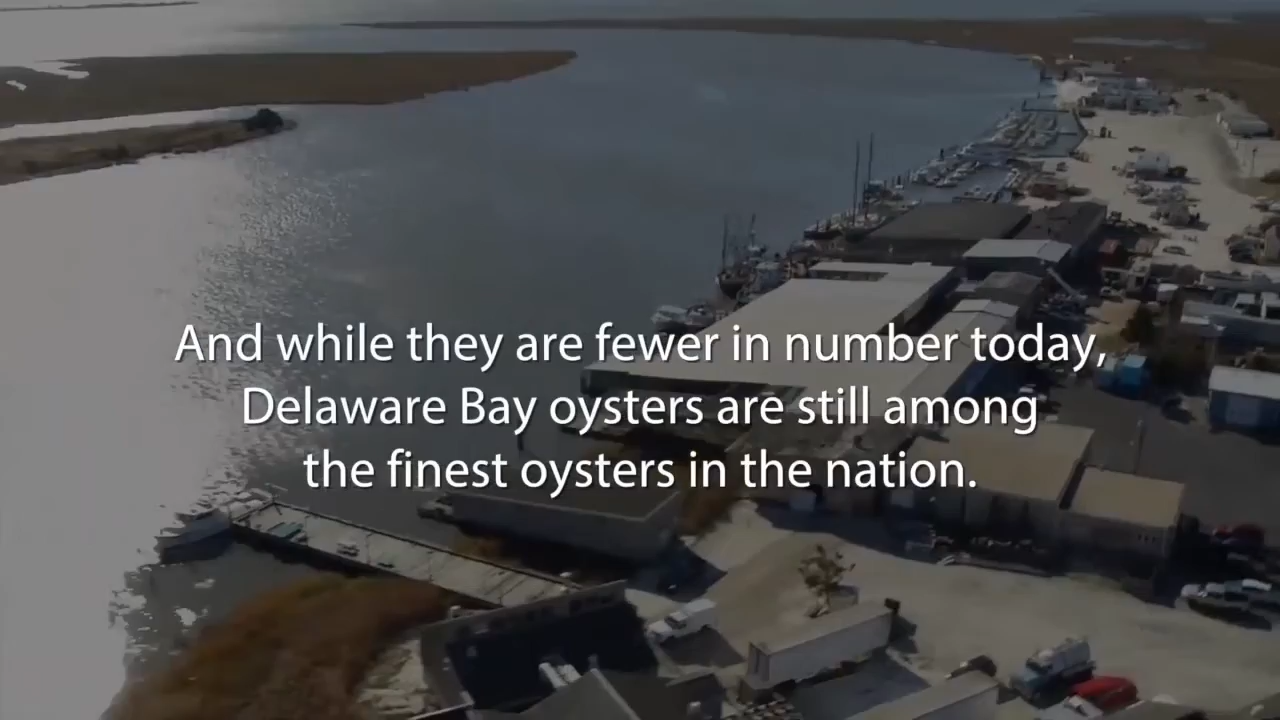 And while they are fewer in number today,
Delaware Bay oysters are still among
the finest oysters in the nation.